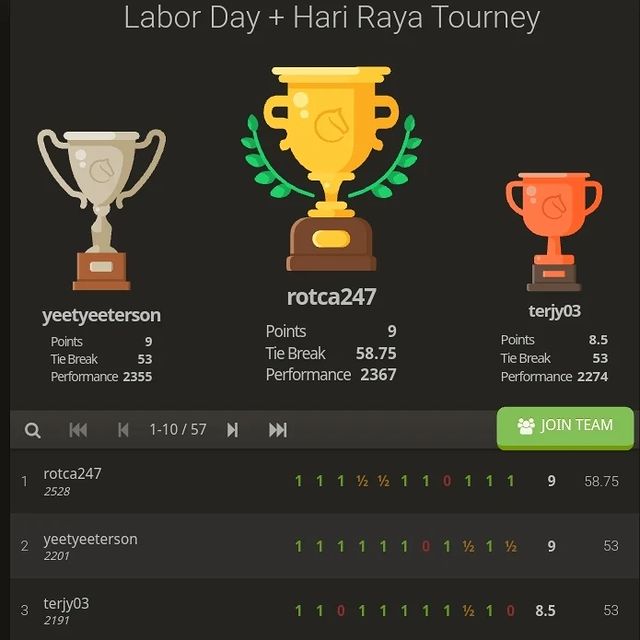 Labor Day + Hari Raya Tourney
yeetyeeterson
Points 9
Tie Break 53
Performance 2355
rotca247
Points 9
Tie Break 58.75
Performance 2367
terjy03
Points 8.5
Tie Break 53
Performance 2274
1-10 / 57
JOIN TEAM
1 rotca247 1 1 1 ½ ½ 1 1 0 1 1 1 9 58.75
2528
2 yeetyeeterson 1 1 1 1 1 1 0 1 ½ 1 ½ 9 53
2201
3 terjy03 1 1 0 1 1 1 1 1 ½ 1 0 8.5 53
2191